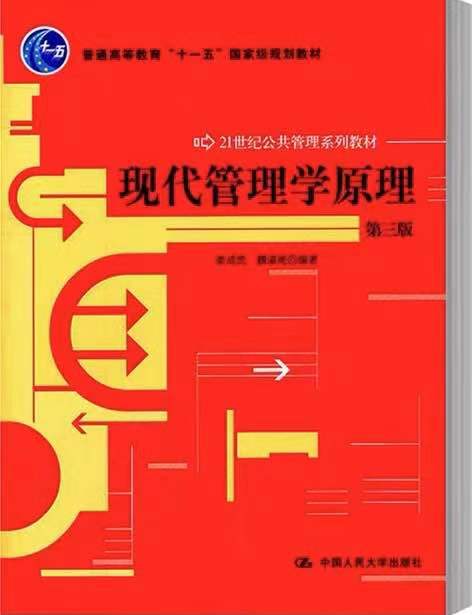 十一五
普通高等教育“十一五”国家级规划教材
21世纪公共管理系列教材
现代管理学原理
第三版
编著
中国人民大学出版社